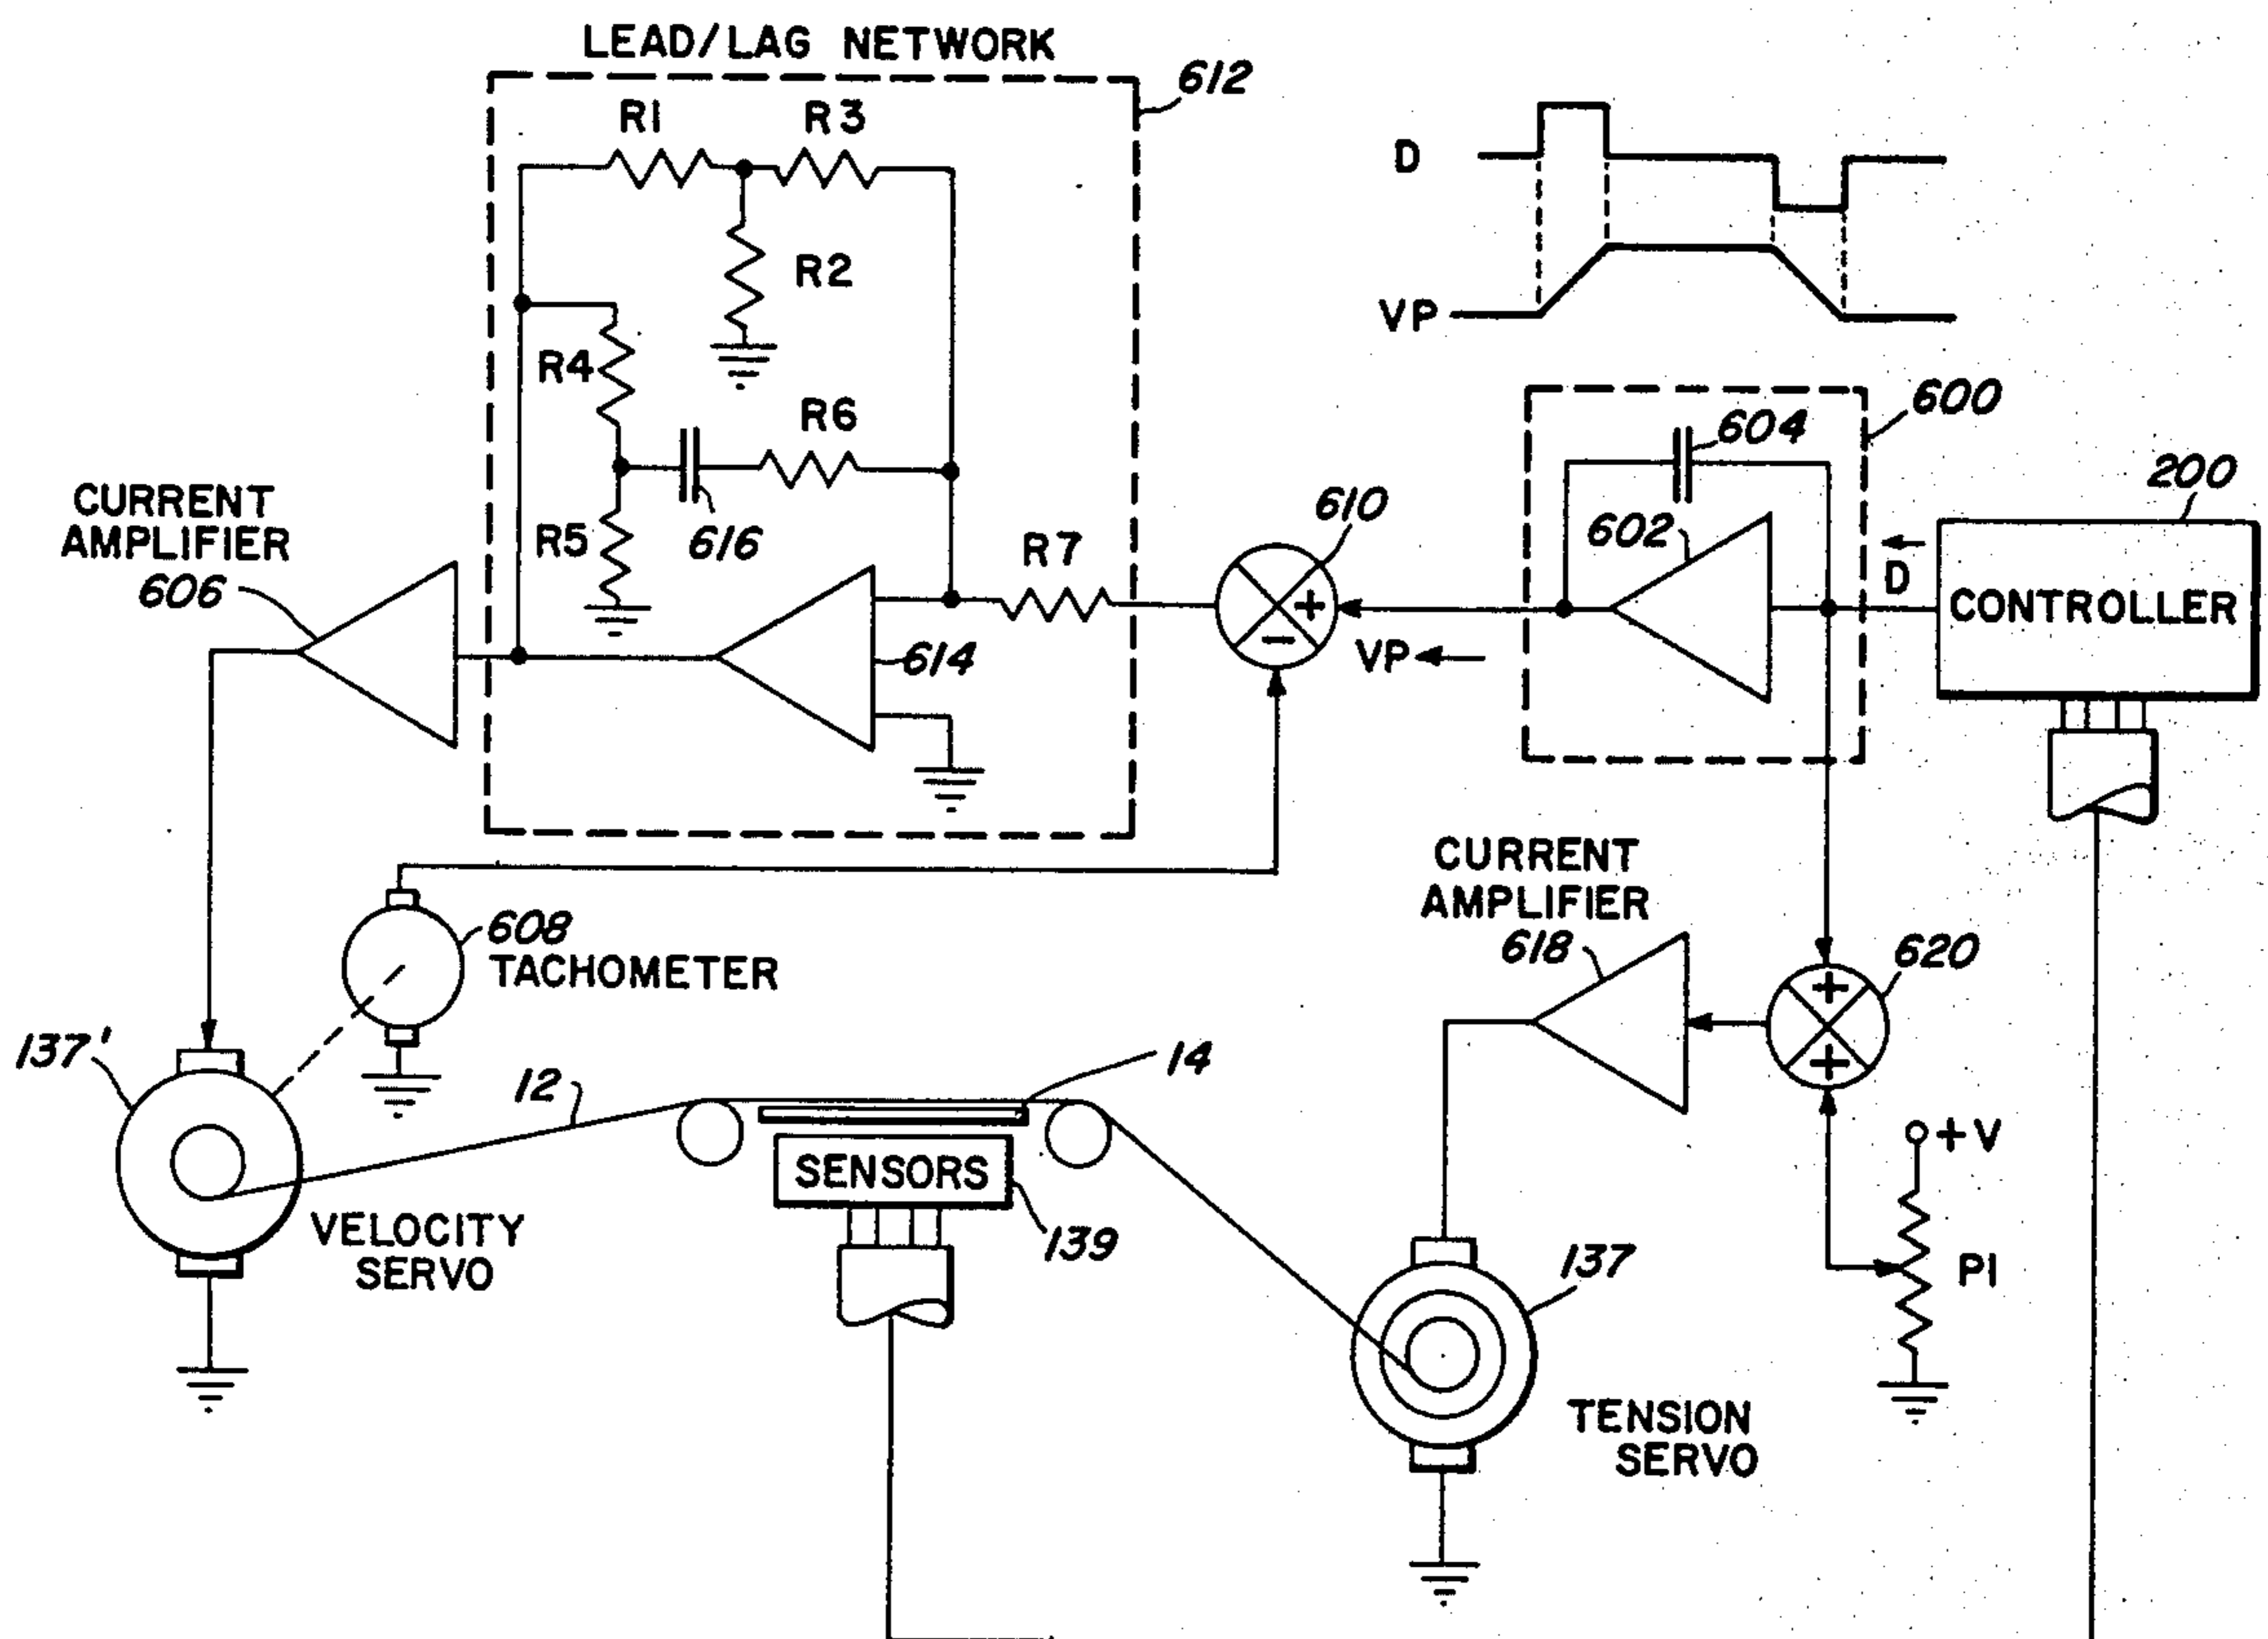 LEAD/LAG NETWORK
612
R1
R3
D
R2
VP
R4
R6
600
604
200
CURRENT
AMPLIFIER
606
R5
616
R7
610
602
D
CONTROLLER
+
−
VP
614
CURRENT
AMPLIFIER
618
608
TACHOMETER
620
+
+
137'
12
14
+V
SENSORS
139
VELOCITY
SERVO
137
P1
TENSION
SERVO